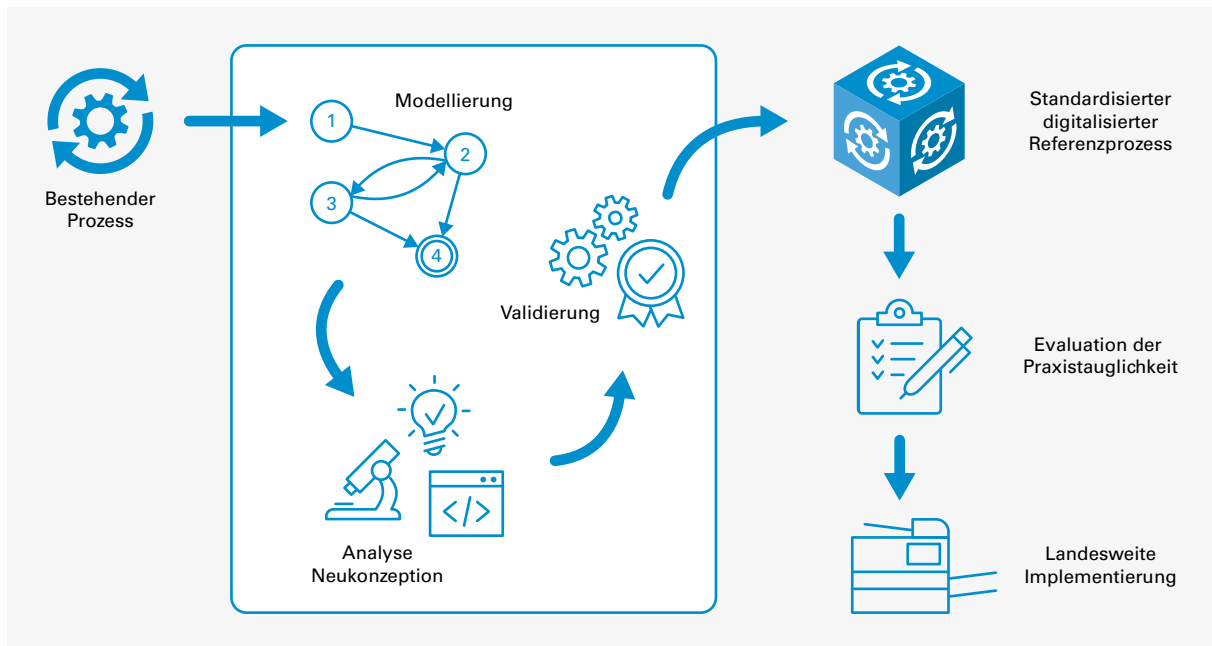 Bestehender
Prozess
Modellierung
1
2
3
4
Analyse
Neukonzeption
</>
Validierung
Standardisierter
digitalisierter
Referenzprozess
Evaluation der
Praxistauglichkeit
Landesweite
Implementierung